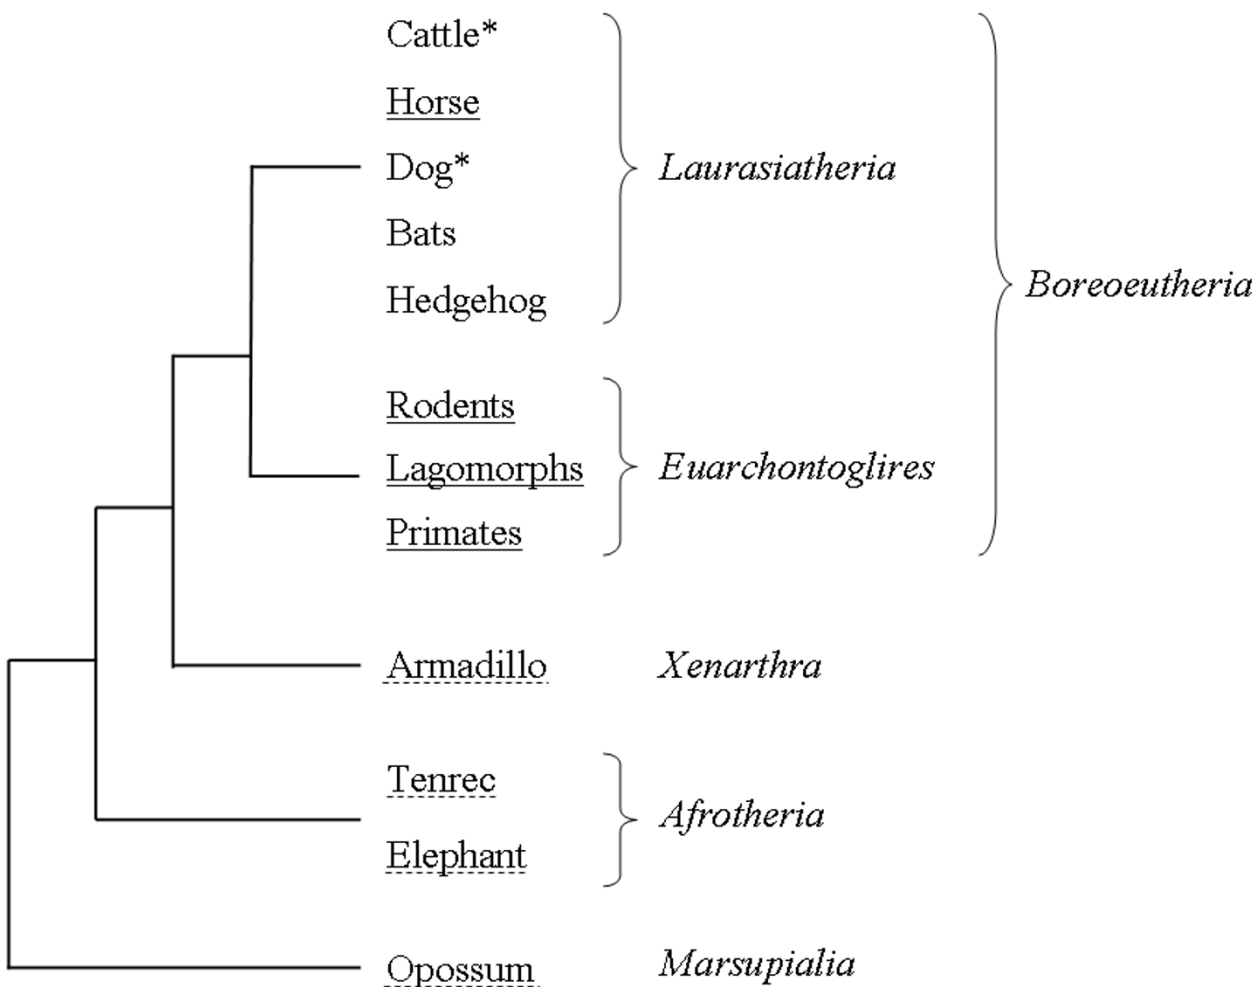 Cattle*
Horse
Dog*
Laurasiatheria
Bats
Hedgehog
Boreoeutheria
Rodents
Lagomorphs
Euarchontoglires
Primates
Armadillo
Xenarthra
Tenrec
Afrotheria
Elephant
Opossum
Marsupialia